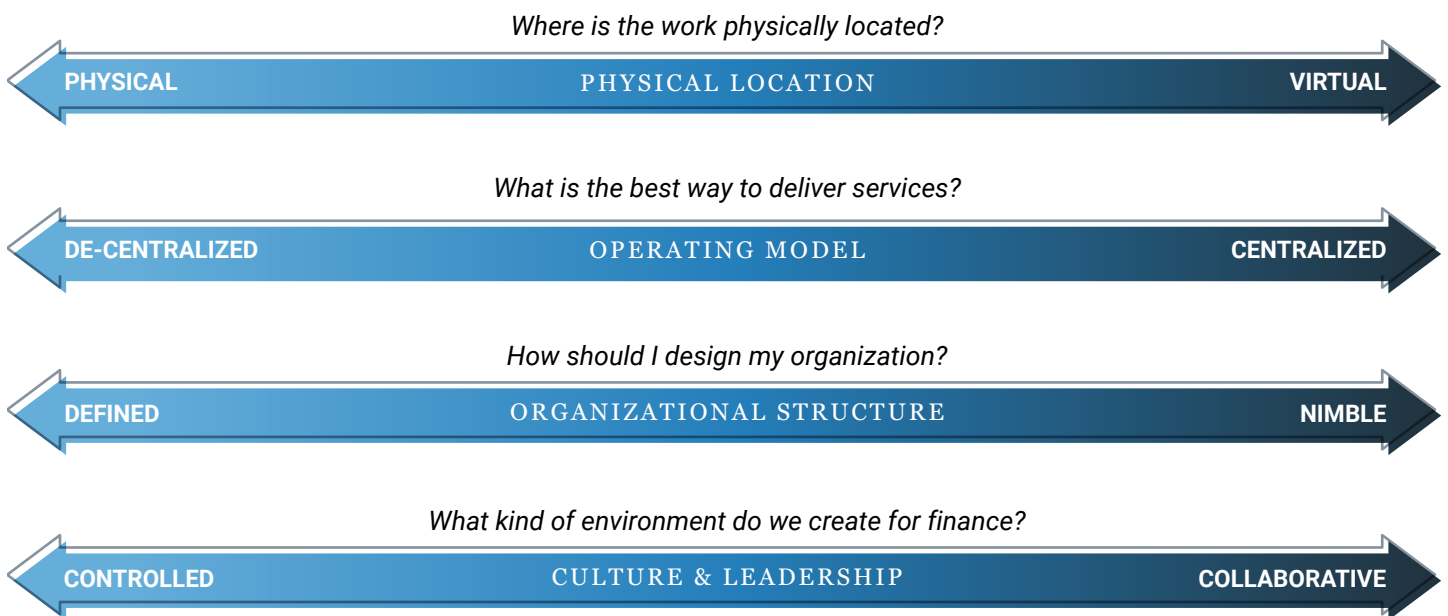 Where is the work physically located?
PHYSICAL PHYSICAL LOCATION VIRTUAL
What is the best way to deliver services?
DE-CENTRALIZED OPERATING MODEL CENTRALIZED
How should I design my organization?
DEFINED ORGANIZATIONAL STRUCTURE NIMBLE
What kind of environment do we create for finance?
CONTROLLED CULTURE & LEADERSHIP COLLABORATIVE